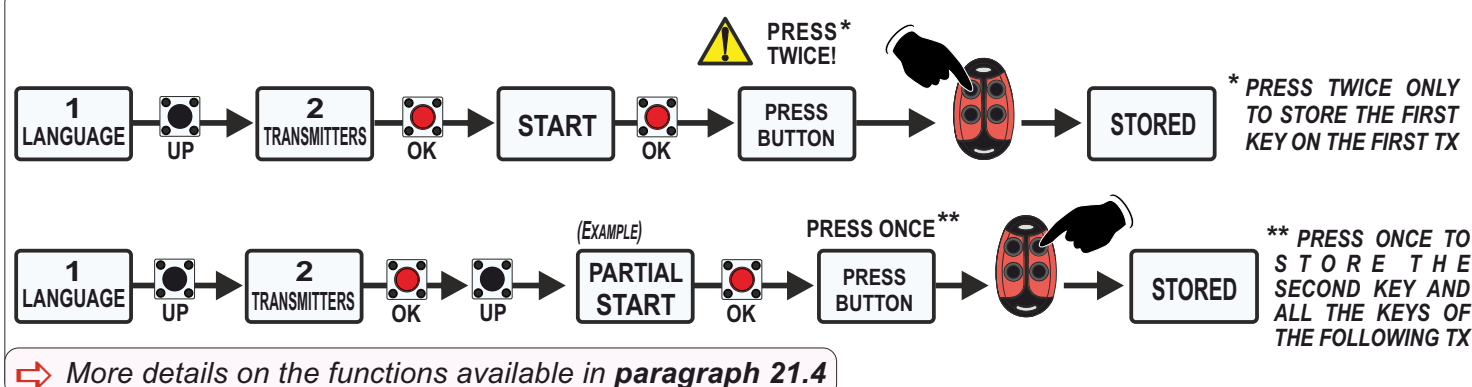 PRESS*
TWICE!
1
LANGUAGE
UP
2
TRANSMITTERS
OK
START
OK
PRESS
BUTTON
STORED
* PRESS TWICE ONLY
TO STORE THE FIRST
KEY ON THE FIRST TX
1
LANGUAGE
UP
2
TRANSMITTERS
OK
UP
(EXAMPLE)
PARTIAL
START
OK
PRESS ONCE**
PRESS
BUTTON
STORED
** PRESS ONCE TO
STORE THE
SECOND KEY AND
ALL THE KEYS OF
THE FOLLOWING TX
More details on the functions available in paragraph 21.4